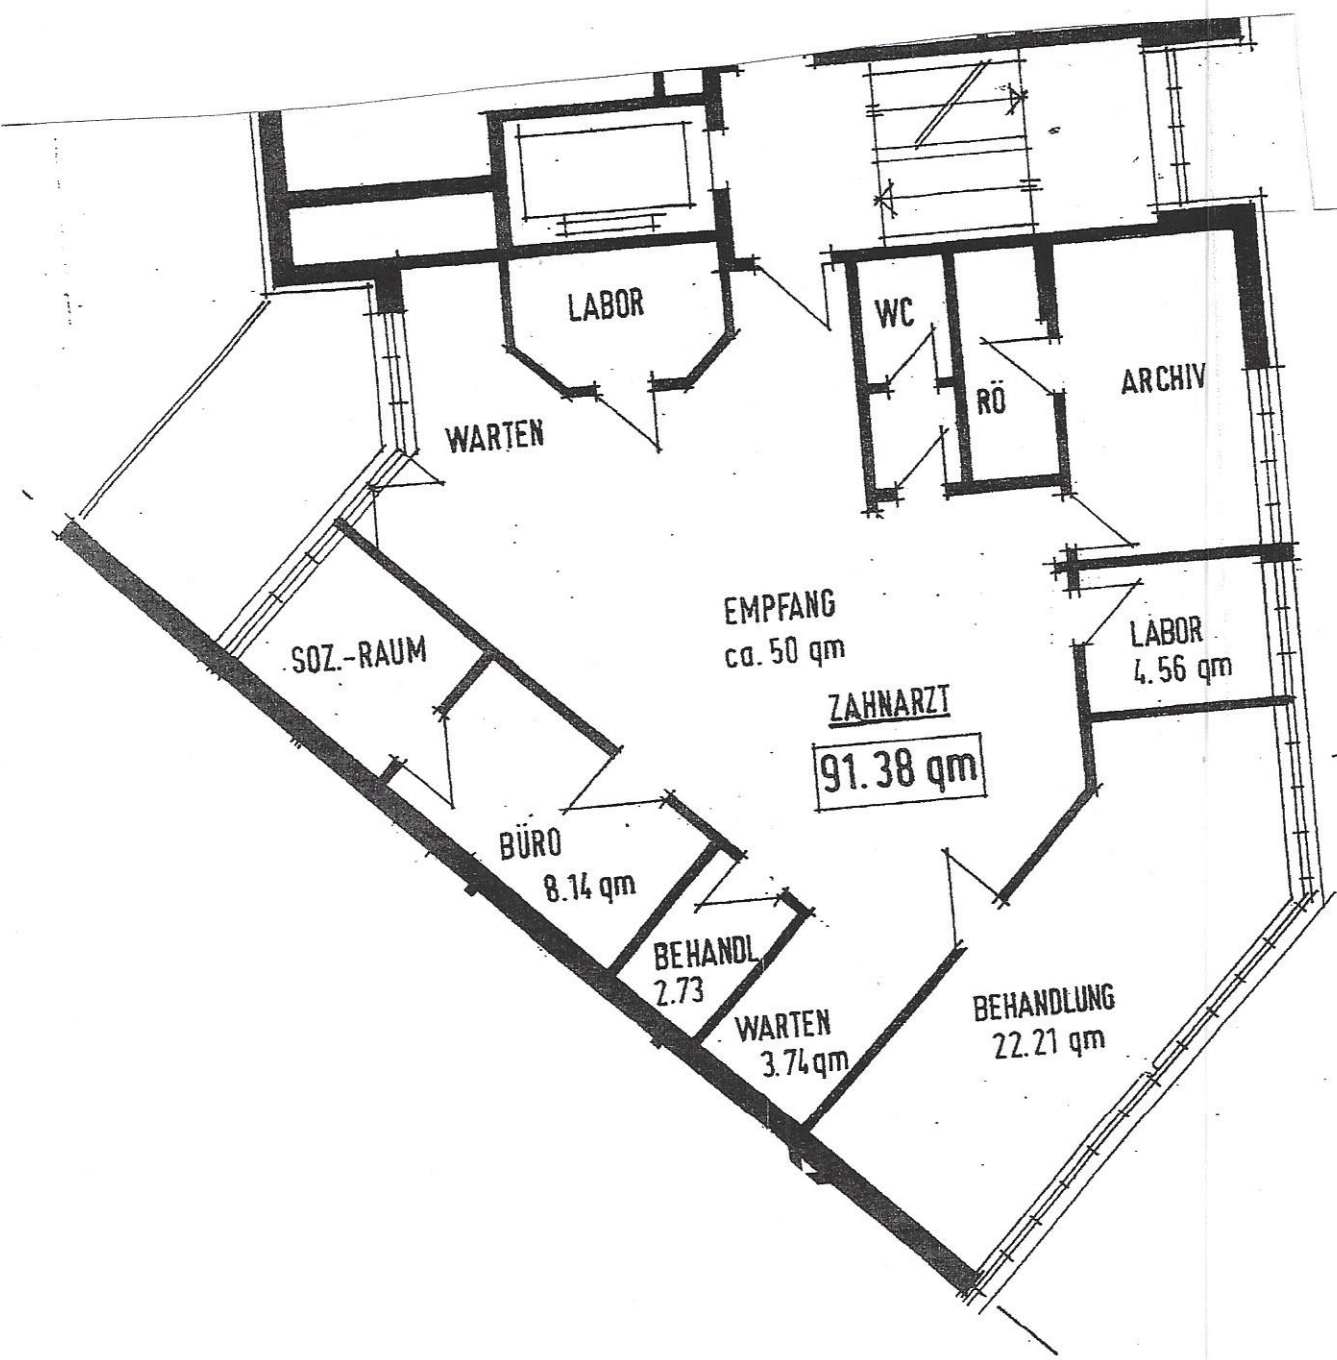 LABOR
WC
RÖ
ARCHIV
WARTEN
EMPFANG
ca. 50 qm
LABOR
4.56 qm
SOZ.-RAUM
ZAHNARZT
91.38 qm
BÜRO
8.14 qm
BEHANDL
2.73
WARTEN
3.74 qm
BEHANDLUNG
22.21 qm